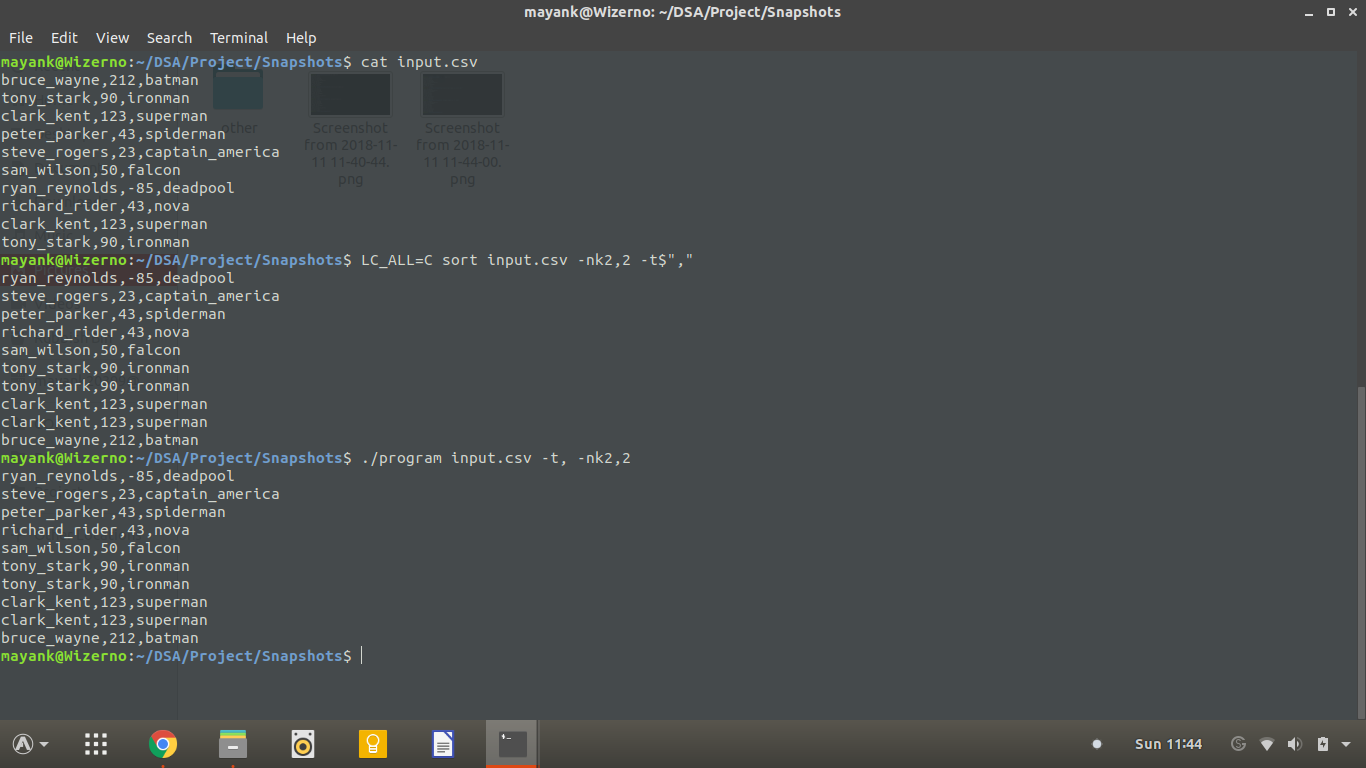 mayank@Wizerno: ~/DSA/Project/Snapshots
File Edit View Search Terminal Help
mayank@Wizerno:~/DSA/Project/Snapshots$ cat input.csv
bruce_wayne,212,batman
tony_stark,90,ironman
clark_kent,123,superman
peter_parker,43,spiderman
steve_rogers,23,captain_america
sam_wilson,50,falcon
ryan_reynolds,-85,deadpool
richard_rider,43,nova
clark_kent,123,superman
tony_stark,90,ironman
other
Screenshot
from 2018-11-
11 11-40-44.
png
Screenshot
from 2018-11-
11 11-44-00.
png
mayank@Wizerno:~/DSA/Project/Snapshots$ LC_ALL=C sort input.csv -nk2,2 -t$","
ryan_reynolds,-85,deadpool
steve_rogers,23,captain_america
peter_parker,43,spiderman
richard_rider,43,nova
sam_wilson,50,falcon
tony_stark,90,ironman
tony_stark,90,ironman
clark_kent,123,superman
clark_kent,123,superman
bruce_wayne,212,batman
mayank@Wizerno:~/DSA/Project/Snapshots$ ./program input.csv -t, -nk2,2
ryan_reynolds,-85,deadpool
steve_rogers,23,captain_america
peter_parker,43,spiderman
richard_rider,43,nova
sam_wilson,50,falcon
tony_stark,90,ironman
tony_stark,90,ironman
clark_kent,123,superman
clark_kent,123,superman
bruce_wayne,212,batman
mayank@Wizerno:~/DSA/Project/Snapshots$
Sun 11:44